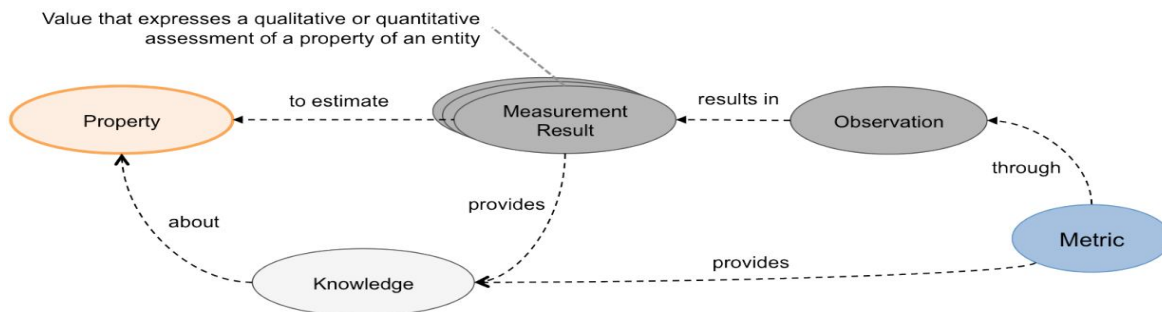 Value that expresses a qualitative or quantitative
assessment of a property of an entity
Property
to estimate
Measurement
Result
results in
Observation
through
about
provides
Metric
Knowledge
provides